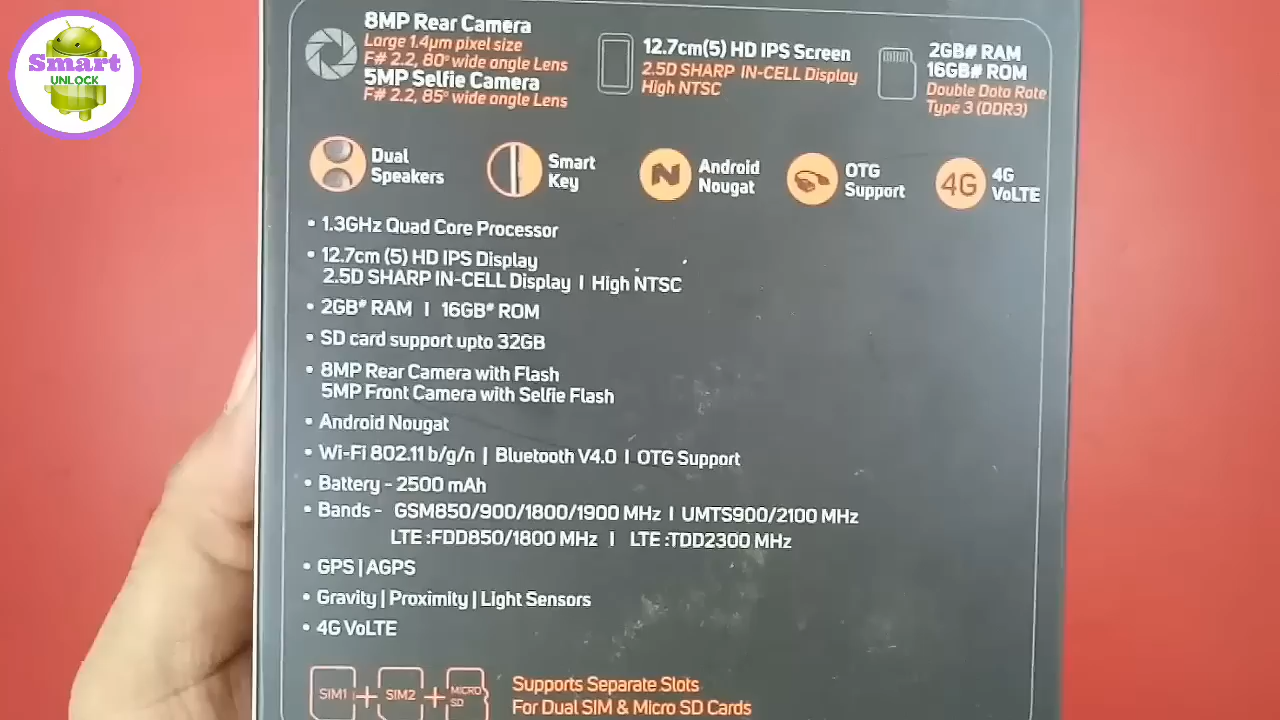 Smart
UNLOCK
8MP Rear Camera
Large 1.4µm pixel size
F# 2.2, 80° wide angle Lens
5MP Selfie Camera
F# 2.2, 85° wide angle Lens
12.7cm(5) HD IPS Screen
2.5D SHARP IN-CELL Display
High NTSC
2GB# RAM
16GB# ROM
Double Data Rate
Type 3 (DDR3)
Dual
Speakers
Smart
Key
Android
Nougat
OTG
Support
4G
4G
VoLTE
• 1.3GHz Quad Core Processor
• 12.7cm (5) HD IPS Display
2.5D SHARP IN-CELL Display | High NTSC
• 2GB# RAM | 16GB# ROM
• SD card support upto 32GB
• 8MP Rear Camera with Flash
5MP Front Camera with Selfie Flash
• Android Nougat
• Wi-Fi 802.11 b/g/n | Bluetooth V4.0 | OTG Support
• Battery - 2500 mAh
• Bands - GSM850/900/1800/1900 MHz | UMTS900/2100 MHz
LTE :FDD850/1800 MHz | LTE :TDD2300 MHz
• GPS | AGPS
• Gravity | Proximity | Light Sensors
• 4G VoLTE
SIM1 + SIM2 + MICRO SD
Supports Separate Slots
For Dual SIM & Micro SD Cards